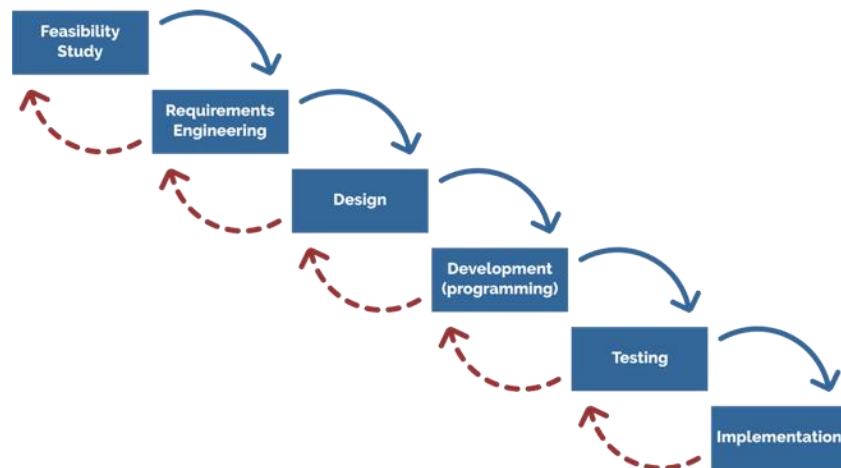 Feasibility
Study
Requirements
Engineering
Design
Development
(programming)
Testing
Implementation